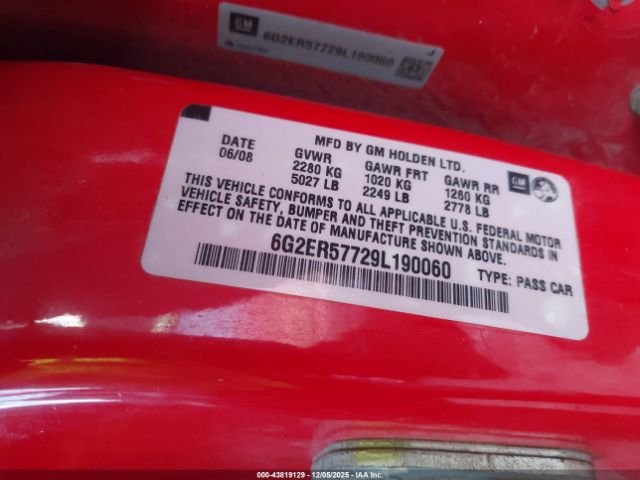 GM
6G2ER57729L190060
J
MFD BY GM HOLDEN LTD.
DATE GVWR GAWR FRT GAWR RR
06/08 2280 KG 1020 KG 1260 KG
5027 LB 2249 LB 2778 LB
GM
THIS VEHICLE CONFORMS TO ALL APPLICABLE U.S. FEDERAL MOTOR
VEHICLE SAFETY, BUMPER AND THEFT PREVENTION STANDARDS IN
EFFECT ON THE DATE OF MANUFACTURE SHOWN ABOVE.
6G2ER57729L190060
TYPE: PASS CAR
000-43819129 - 12/05/2025 - IAA Inc.